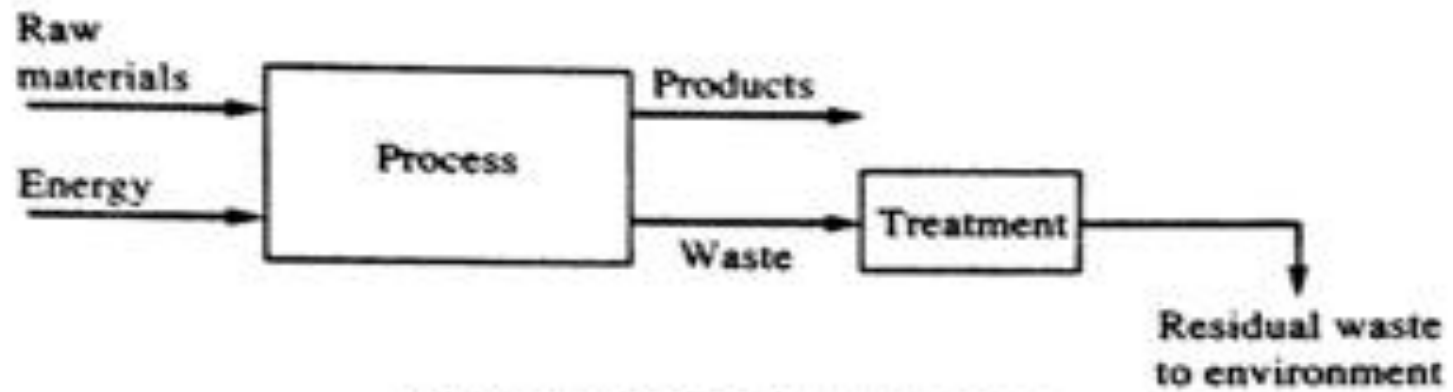 Raw
materials
Energy
Process
Products
Waste
Treatment
Residual waste
to environment